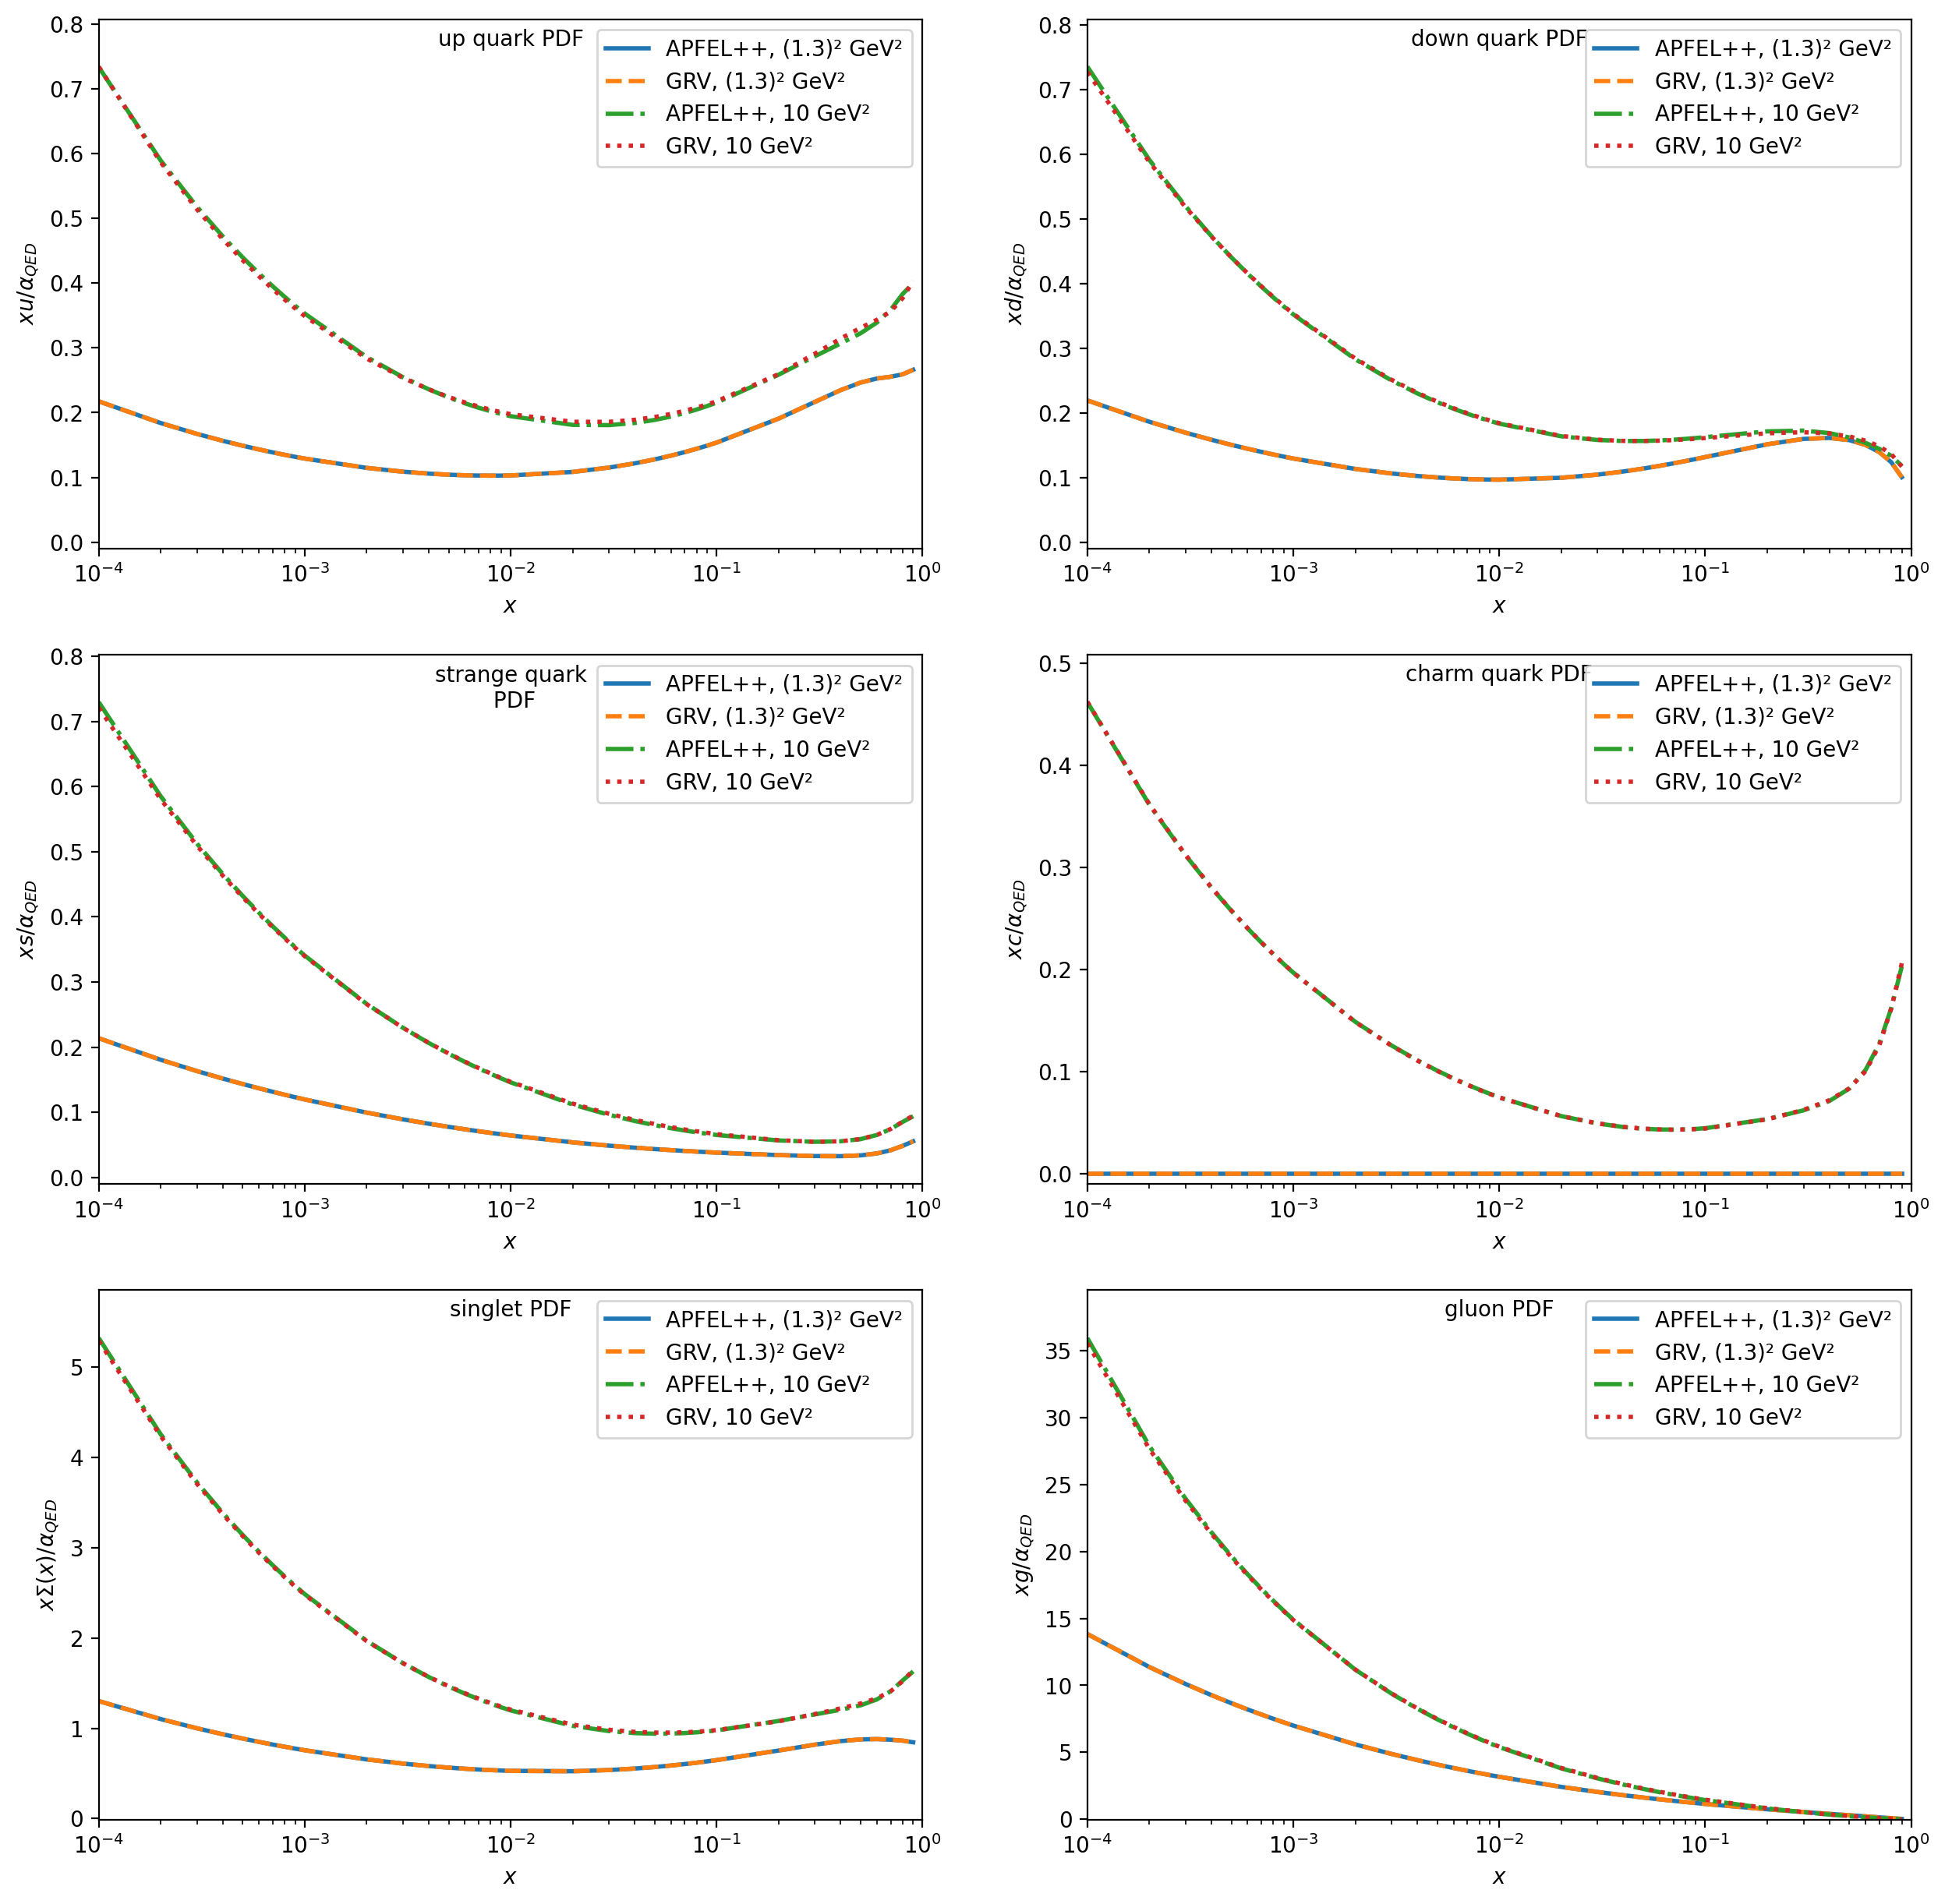 up quark PDF
APFEL++, (1.3)² GeV²
GRV, (1.3)² GeV²
APFEL++, 10 GeV²
GRV, 10 GeV²
0.8
0.7
0.6
0.5
0.4
0.3
0.2
0.1
0.0
xu/α_QED
10⁻⁴ 10⁻³ 10⁻² 10⁻¹ 10⁰
x
down quark PDF
APFEL++, (1.3)² GeV²
GRV, (1.3)² GeV²
APFEL++, 10 GeV²
GRV, 10 GeV²
0.8
0.7
0.6
0.5
0.4
0.3
0.2
0.1
0.0
xd/α_QED
10⁻⁴ 10⁻³ 10⁻² 10⁻¹ 10⁰
x
strange quark
PDF
APFEL++, (1.3)² GeV²
GRV, (1.3)² GeV²
APFEL++, 10 GeV²
GRV, 10 GeV²
0.8
0.7
0.6
0.5
0.4
0.3
0.2
0.1
0.0
xs/α_QED
10⁻⁴ 10⁻³ 10⁻² 10⁻¹ 10⁰
x
charm quark PDF
APFEL++, (1.3)² GeV²
GRV, (1.3)² GeV²
APFEL++, 10 GeV²
GRV, 10 GeV²
0.5
0.4
0.3
0.2
0.1
0.0
xc/α_QED
10⁻⁴ 10⁻³ 10⁻² 10⁻¹ 10⁰
x
singlet PDF
APFEL++, (1.3)² GeV²
GRV, (1.3)² GeV²
APFEL++, 10 GeV²
GRV, 10 GeV²
5
4
3
2
1
0
xΣ(x)/α_QED
10⁻⁴ 10⁻³ 10⁻² 10⁻¹ 10⁰
x
gluon PDF
APFEL++, (1.3)² GeV²
GRV, (1.3)² GeV²
APFEL++, 10 GeV²
GRV, 10 GeV²
35
30
25
20
15
10
5
0
xg/α_QED
10⁻⁴ 10⁻³ 10⁻² 10⁻¹ 10⁰
x